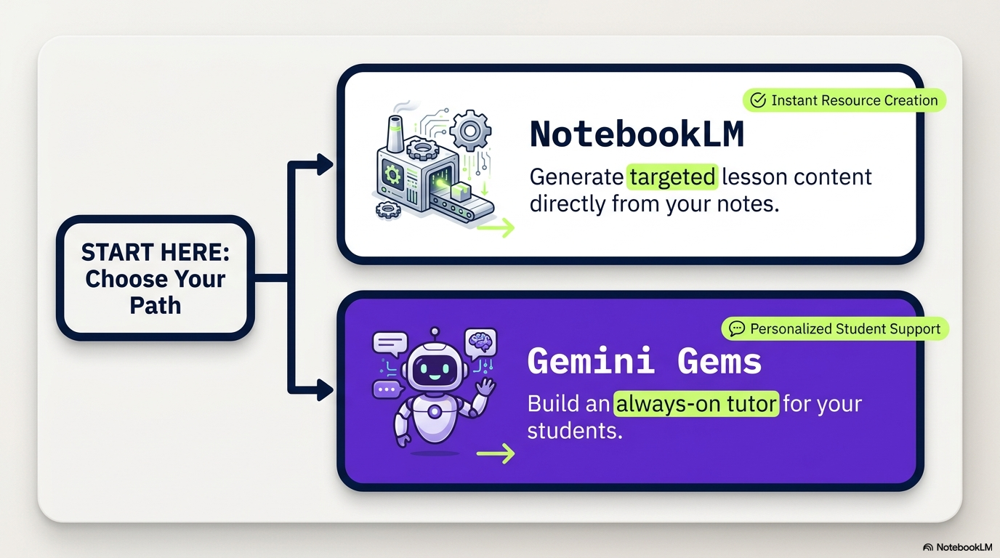 START HERE:
Choose Your
Path
Instant Resource Creation
NotebookLM
Generate targeted lesson content
directly from your notes.
Personalized Student Support
Gemini Gems
Build an always-on tutor for your
students.
NotebookLM